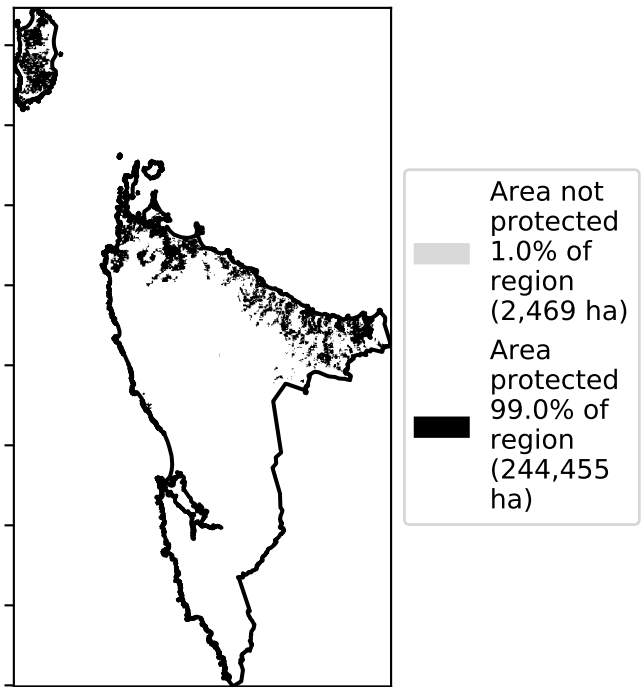 Area not
protected
1.0% of
region
(2,469 ha)
Area
protected
99.0% of
region
(244,455
ha)